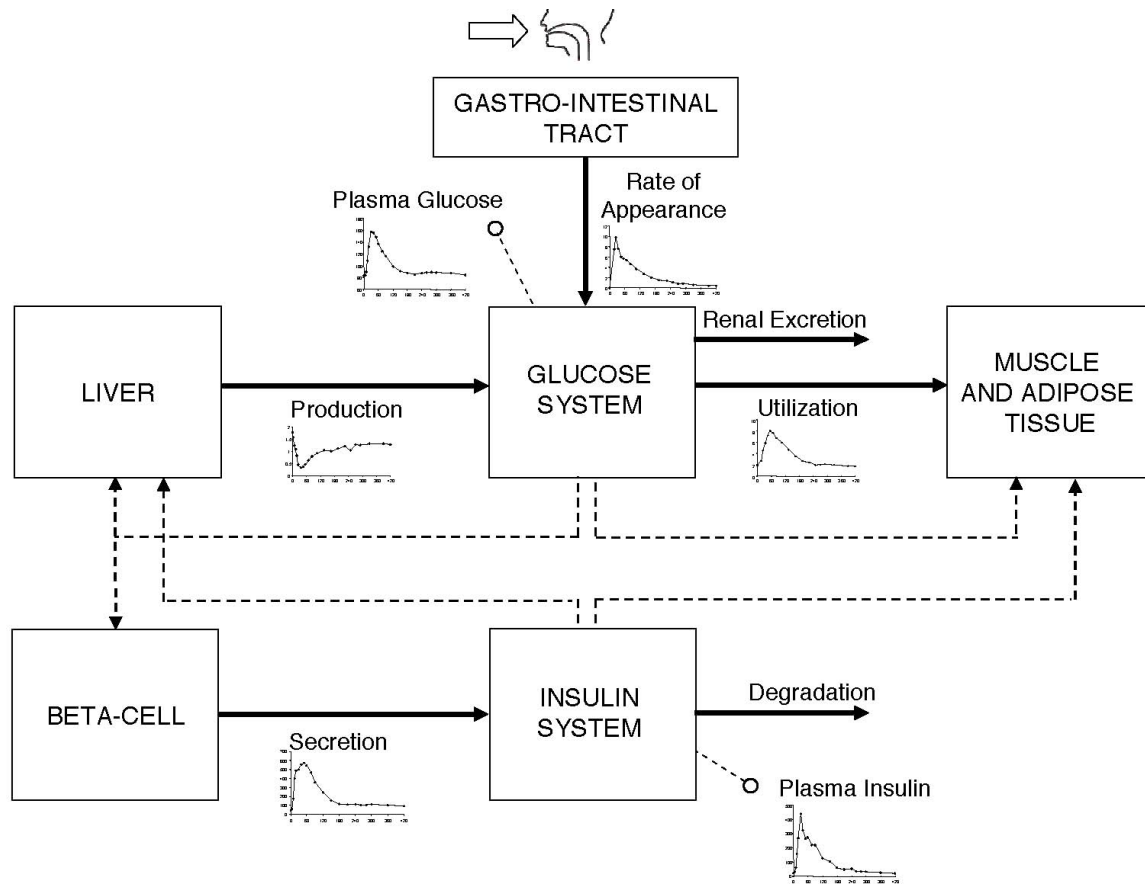 GASTRO-INTESTINAL
TRACT
Plasma Glucose
Rate of
Appearance
Renal Excretion
LIVER
GLUCOSE
SYSTEM
MUSCLE
AND ADIPOSE
TISSUE
Production
Utilization
BETA-CELL
INSULIN
SYSTEM
Degradation
Secretion
Plasma Insulin